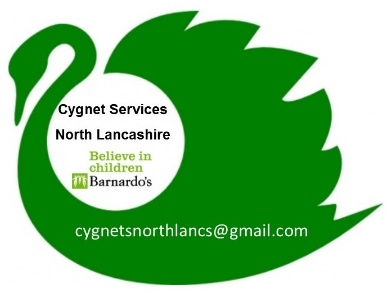 Cygnet Services
North Lancashire
Believe in
children
Barnardo's
cygnetsnorthlancs@gmail.com